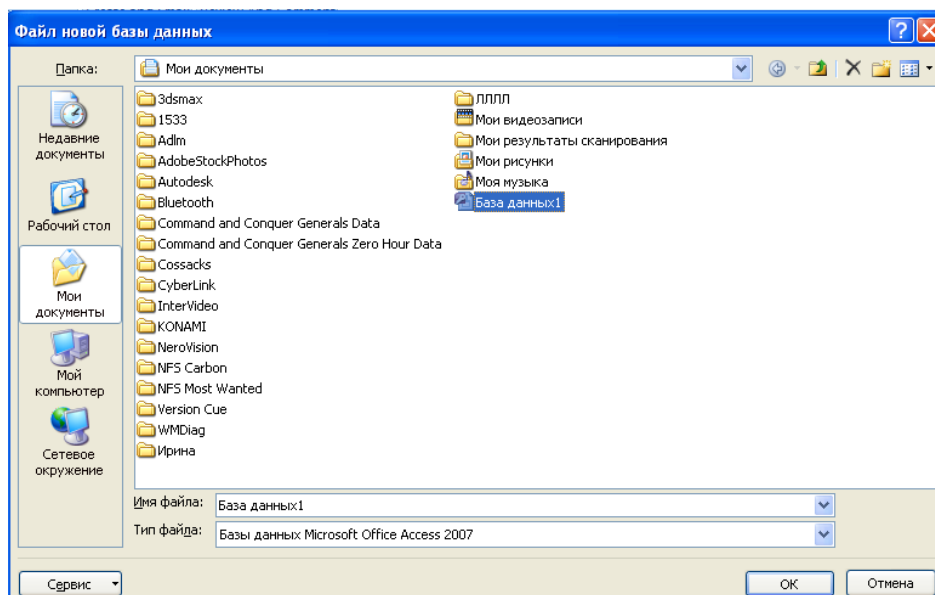 Файл новой базы данных
Папка:
Мои документы
Недавние документы
Рабочий стол
Мои документы
Мой компьютер
Сетевое окружение
3dsmax
1533
Adlm
AdobeStockPhotos
Autodesk
Bluetooth
Command and Conquer Generals Data
Command and Conquer Generals Zero Hour Data
Cossacks
CyberLink
InterVideo
KONAMI
NeroVision
NFS Carbon
NFS Most Wanted
Version Cue
WMDiag
Ирина
лллл
Мои видеозаписи
Мои результаты сканирования
Мои рисунки
Моя музыка
База данных1
Имя файла:
База данных1
Тип файла:
Базы данных Microsoft Office Access 2007
Сервис
ОК
Отмена